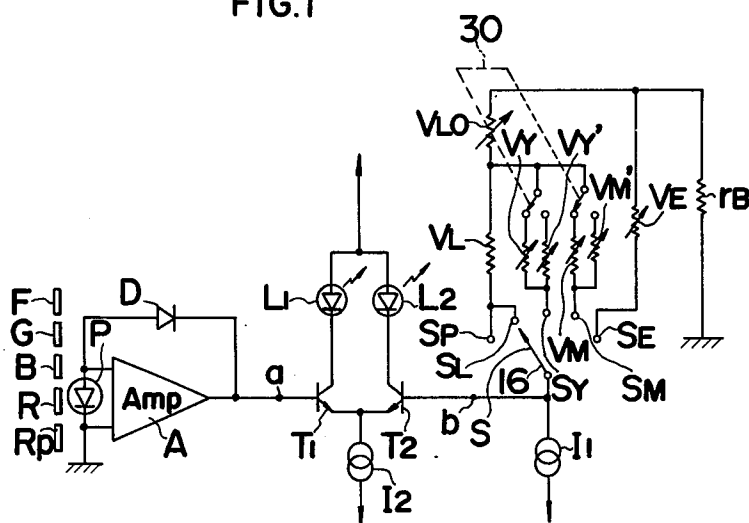 FIG.1
30
VLO
VY
VY'
VM'
VE
rB
VL
L1
L2
F
G
B
R
Rp
D
P
Amp
A
a
T1
T2
b
I2
SP
SL
S
16
SY
VM
SM
SE
I1